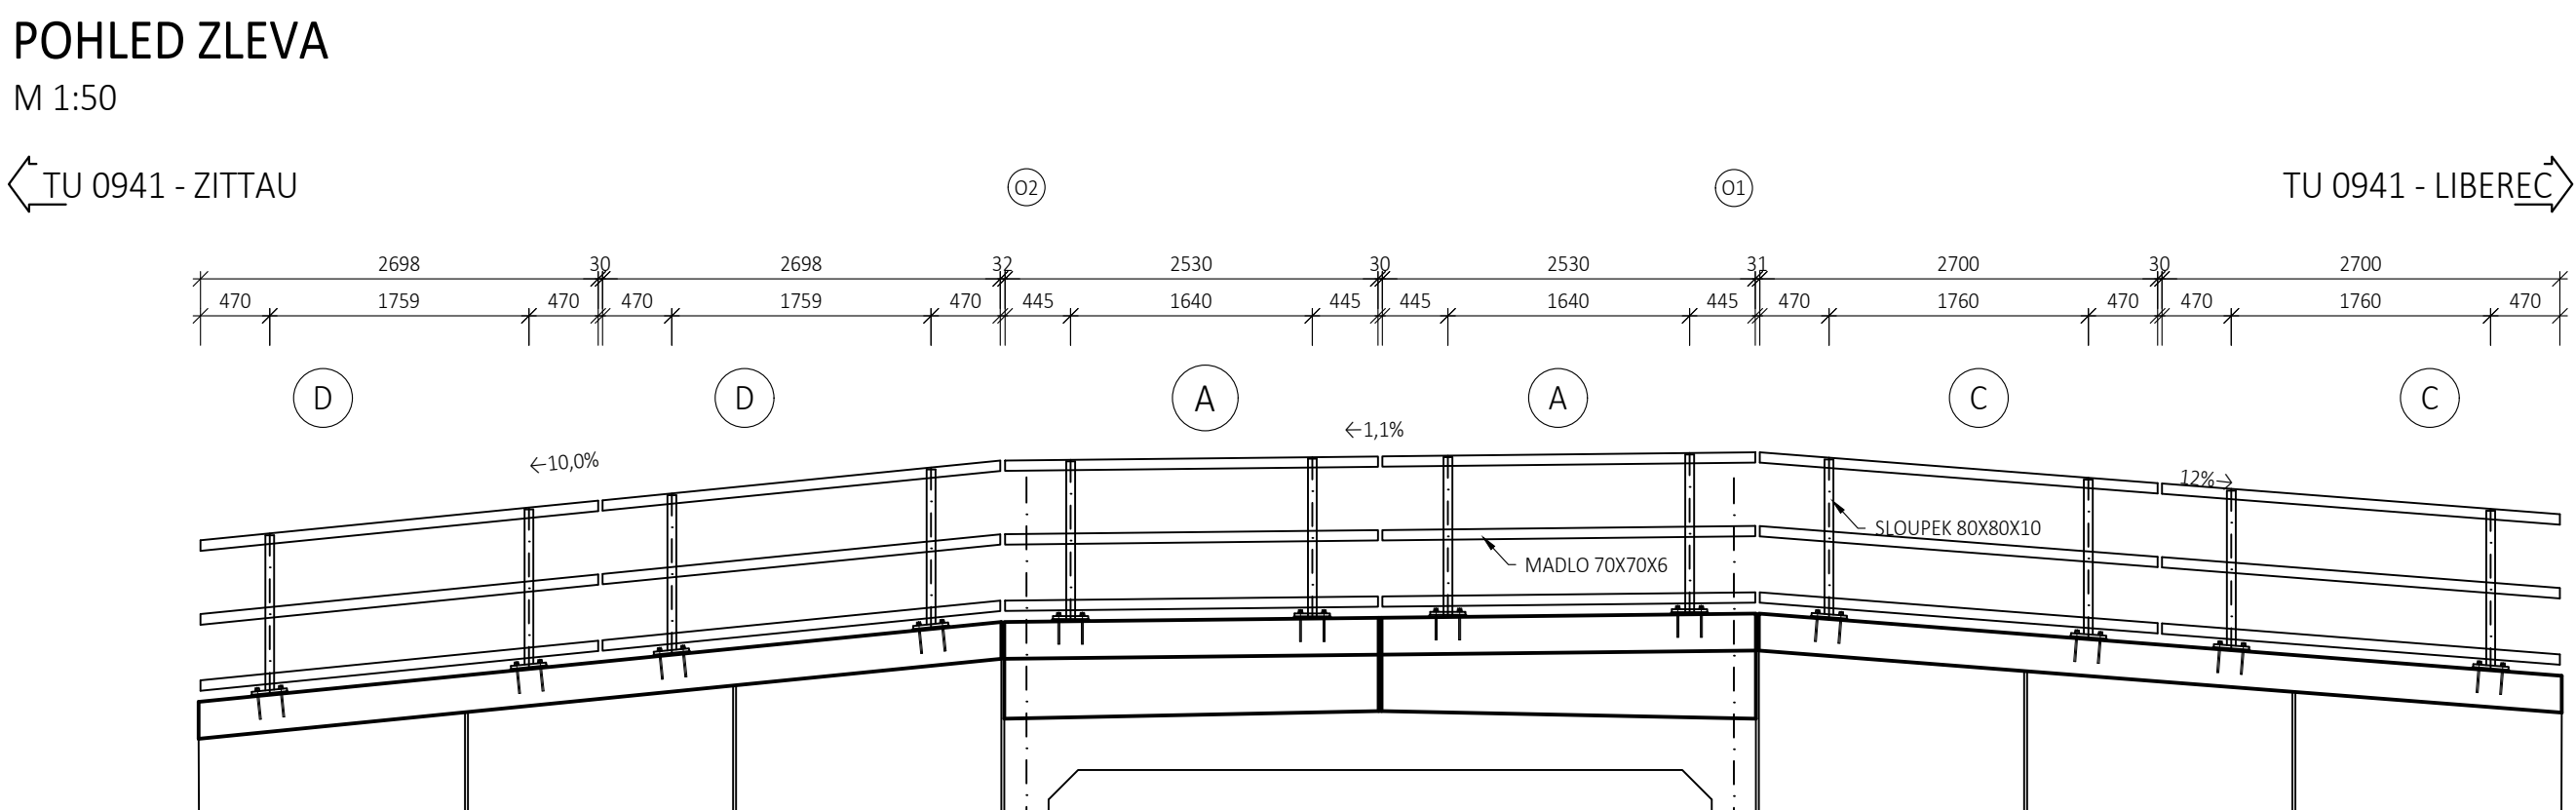 POHLED ZLEVA
M 1:50
TU 0941 - ZITTAU
O2
O1
TU 0941 - LIBEREC
2698 30 2698 32 2530 30 2530 31 2700 30 2700
470 1759 470 470 1759 470 445 1640 445 445 1640 445 470 1760 470 470 1760 470
D D A A C C
←1,1%
←10,0%
12%→
SLOUPEK 80X80X10
MADLO 70X70X6